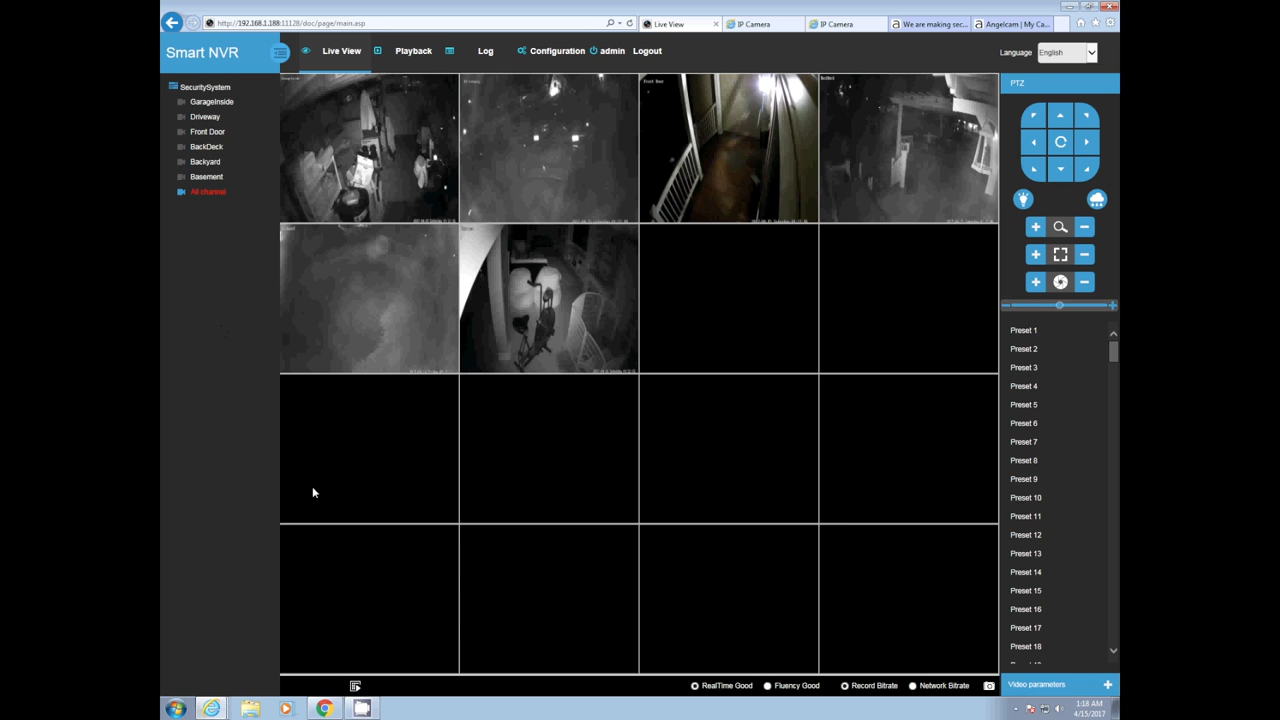 http://192.168.1.188:11128/doc/page/main.asp
Live View
IP Camera
IP Camera
We are making sec...
Angelcam | My Ca...
Smart NVR
Live View
Playback
Log
Configuration
admin
Logout
Language
English
SecuritySystem
GarageInside
Driveway
Front Door
BackDeck
Backyard
Basement
All channel
Front Door
PTZ
Preset 1
Preset 2
Preset 3
Preset 4
Preset 5
Preset 6
Preset 7
Preset 8
Preset 9
Preset 10
Preset 11
Preset 12
Preset 13
Preset 14
Preset 15
Preset 16
Preset 17
Preset 18
RealTime Good
Fluency Good
Record Bitrate
Network Bitrate
Video parameters
1:18 AM
4/15/2017